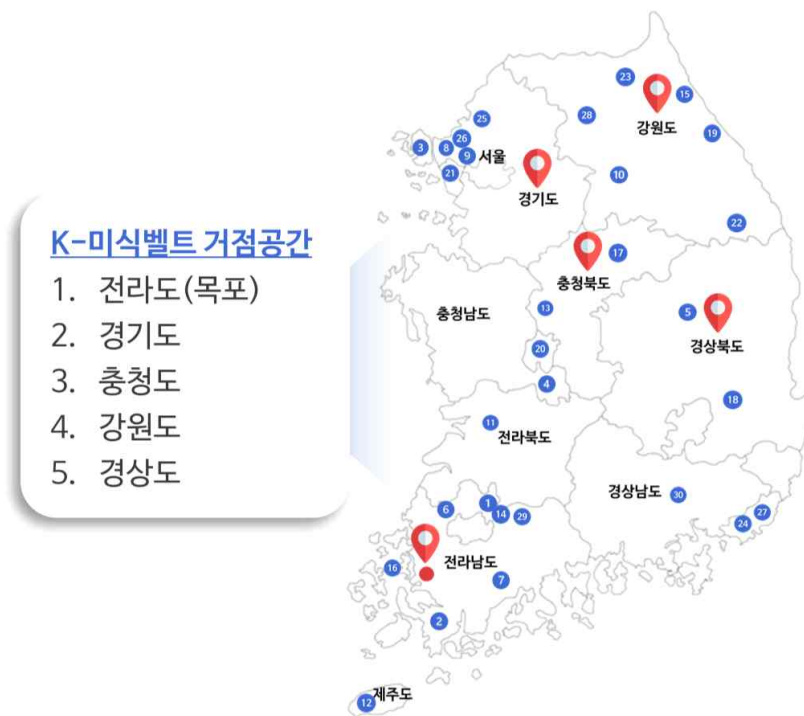 K-미식벨트 거점공간
1. 전라도(목포)
2. 경기도
3. 충청도
4. 강원도
5. 경상도
23
15
강원도
28
25
19
26
3
8
9
서울
21
10
경기도
22
17
충청북도
13
충청남도
5
경상북도
20
4
18
11
전라북도
경상남도
30
1
6
14
29
27
24
전라남도
16
7
2
제주도
12